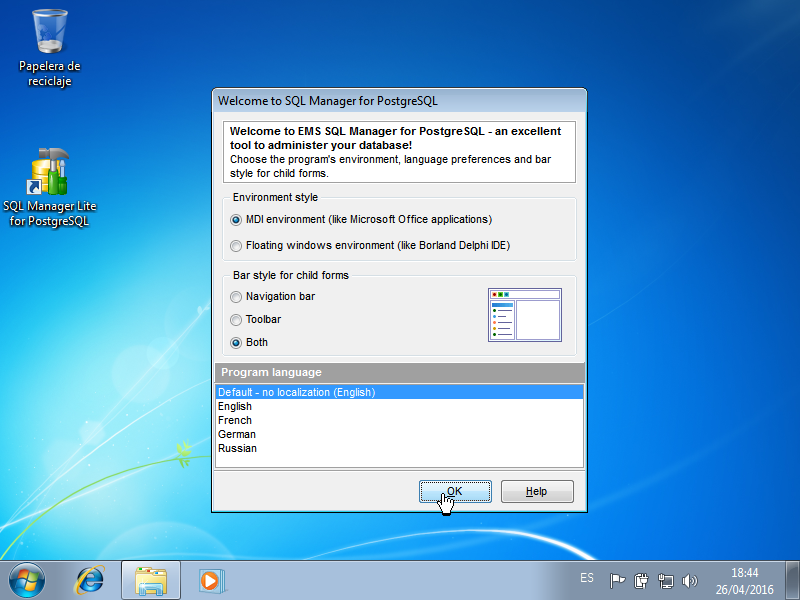 Papelera de
reciclaje
SQL Manager Lite
for PostgreSQL
Welcome to SQL Manager for PostgreSQL
Welcome to EMS SQL Manager for PostgreSQL - an excellent
tool to administer your database!
Choose the program's environment, language preferences and bar
style for child forms.
Environment style
MDI environment (like Microsoft Office applications)
Floating windows environment (like Borland Delphi IDE)
Bar style for child forms
Navigation bar
Toolbar
Both
Program language
Default - no localization (English)
English
French
German
Russian
OK
Help
ES
18:44
26/04/2016